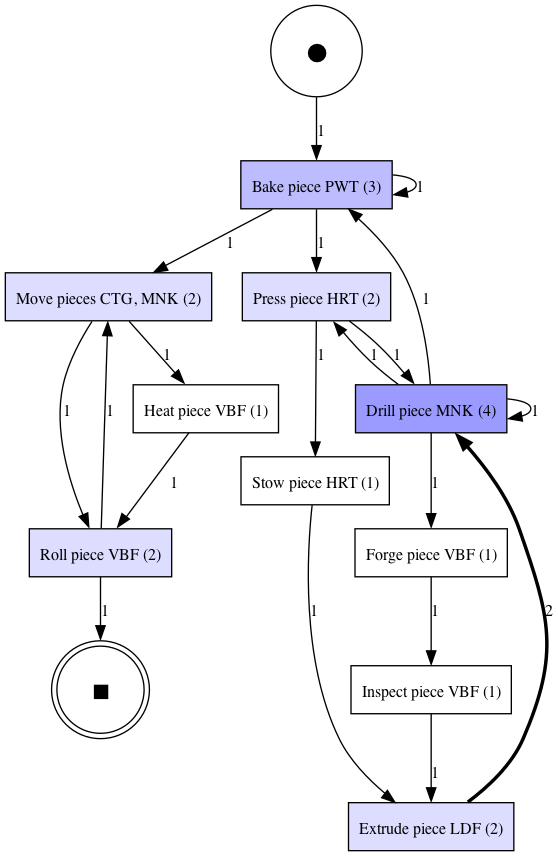 1
Bake piece PWT (3)
1
1
1
1
Move pieces CTG, MNK (2)
Press piece HRT (2)
1
1
1
1
1
1
Heat piece VBF (1)
Drill piece MNK (4)
1
1
Stow piece HRT (1)
1
Roll piece VBF (2)
Forge piece VBF (1)
1
1
1
2
Inspect piece VBF (1)
1
Extrude piece LDF (2)